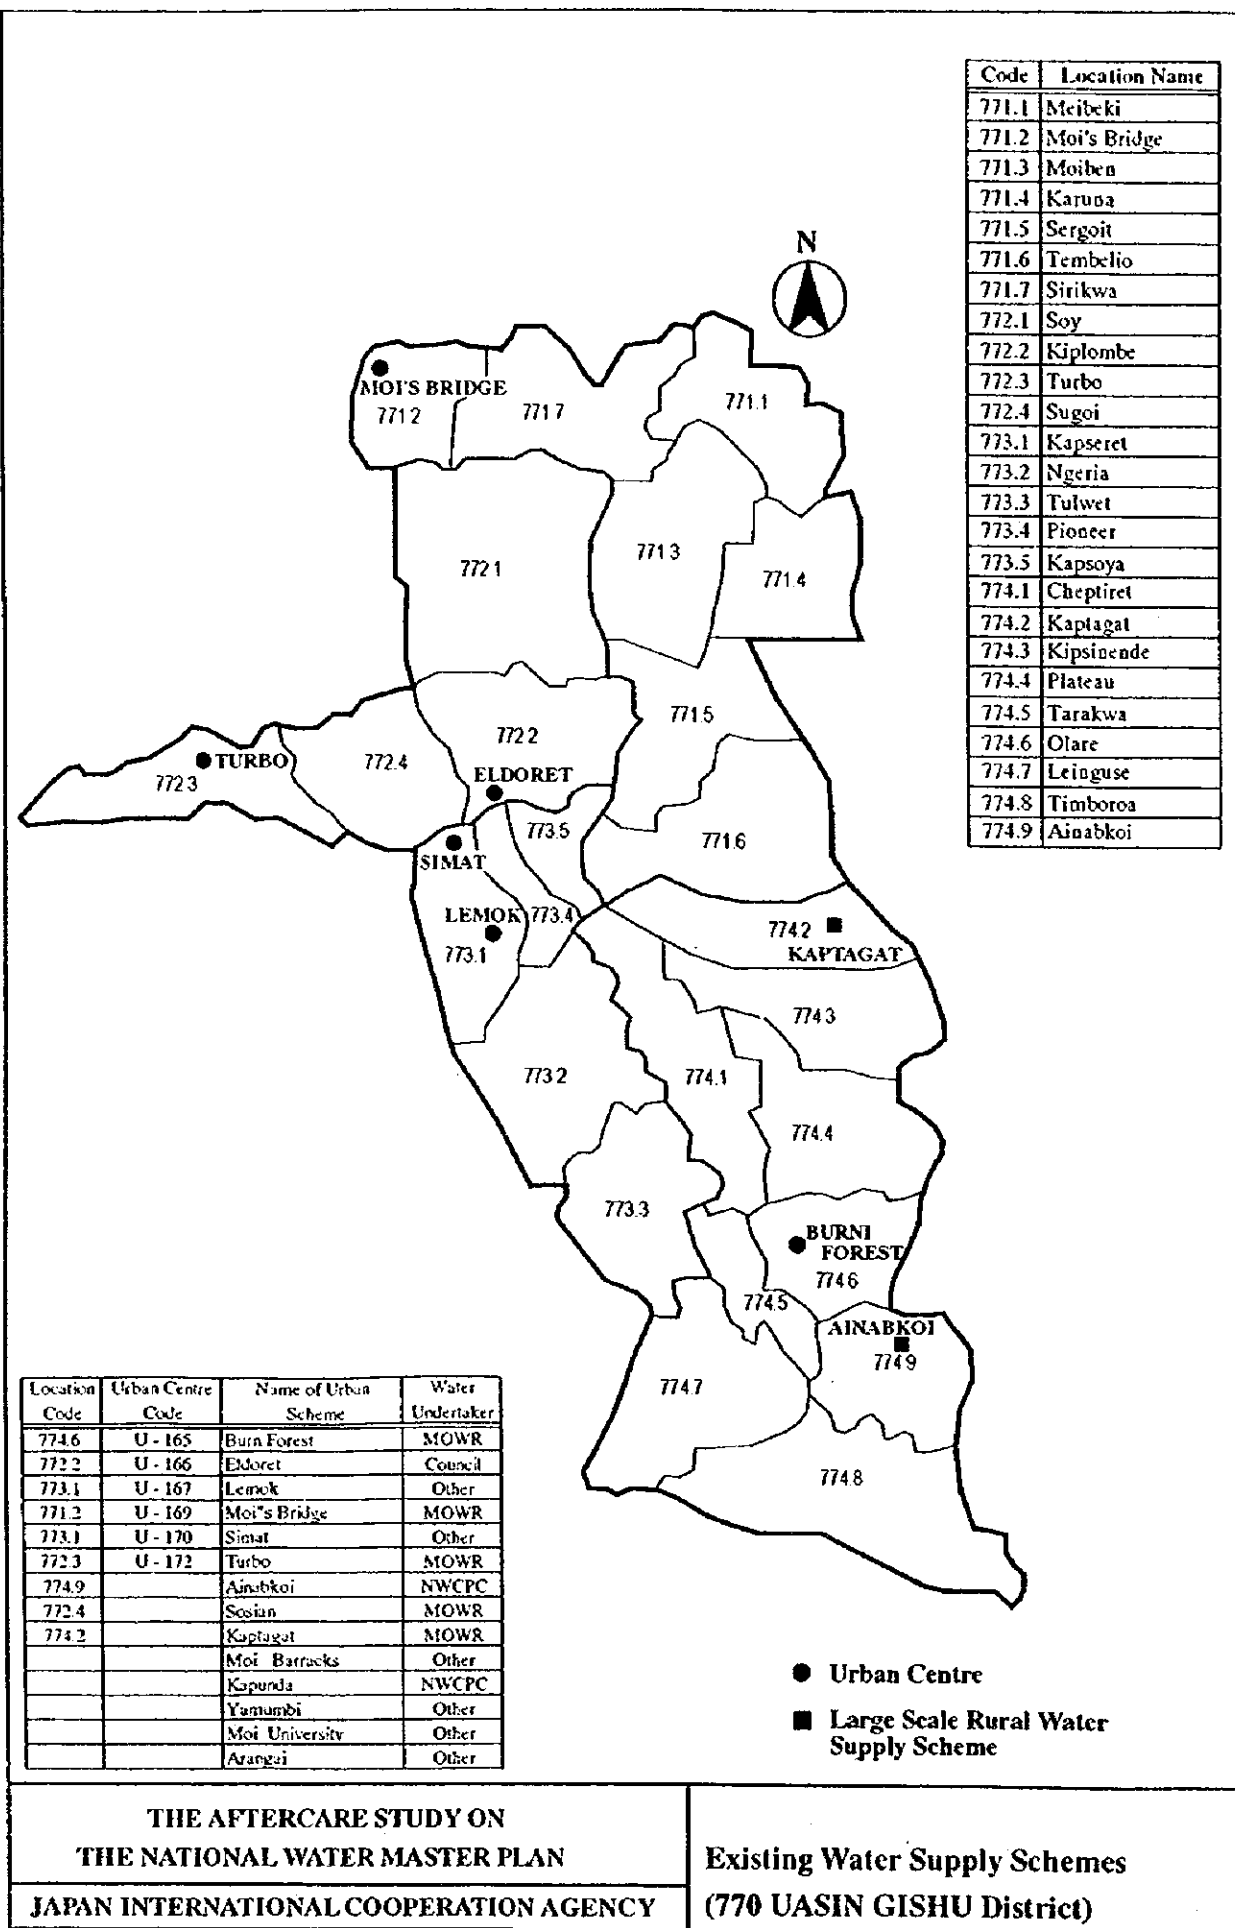 Code Location Name
771.1 Meibeki
771.2 Moi's Bridge
771.3 Moiben
771.4 Karuna
771.5 Sergoit
771.6 Tembelio
771.7 Sirikwa
772.1 Soy
772.2 Kiplombe
772.3 Turbo
772.4 Sugoi
773.1 Kapseret
773.2 Ngeria
773.3 Tulwet
773.4 Pioneer
773.5 Kapsoya
774.1 Cheptiret
774.2 Kaptagat
774.3 Kipsinende
774.4 Plateau
774.5 Tarakwa
774.6 Olare
774.7 Leinguse
774.8 Timboroa
774.9 Ainabkoi
N
MOI'S BRIDGE
771.2
771.7
771.1
772.1
771.3
771.4
771.5
772.2
TURBO
772.3
772.4
ELDORET
773.5
771.6
SIMAT
LEMOK
773.4
773.1
774.2
KAPTAGAT
774.3
773.2
774.1
774.4
773.3
BURNI
FOREST
774.6
774.5
AINABKOI
774.9
774.7
774.8
Location Urban Centre Name of Urban Water
Code Code Scheme Undertaker
774.6 U - 165 Burn Forest MOWR
772.2 U - 166 Eldoret Council
773.1 U - 167 Lemok Other
771.2 U - 169 Moi"s Bridge MOWR
773.1 U - 170 Simat Other
772.3 U - 172 Turbo MOWR
774.9 Ainabkoi NWCPC
772.4 Sosian MOWR
774.2 Kaptagat MOWR
Moi Barracks Other
Kapunda NWCPC
Yamumbi Other
Moi University Other
Arangai Other
Urban Centre
Large Scale Rural Water
Supply Scheme
THE AFTERCARE STUDY ON
THE NATIONAL WATER MASTER PLAN
JAPAN INTERNATIONAL COOPERATION AGENCY
Existing Water Supply Schemes
(770 UASIN GISHU District)